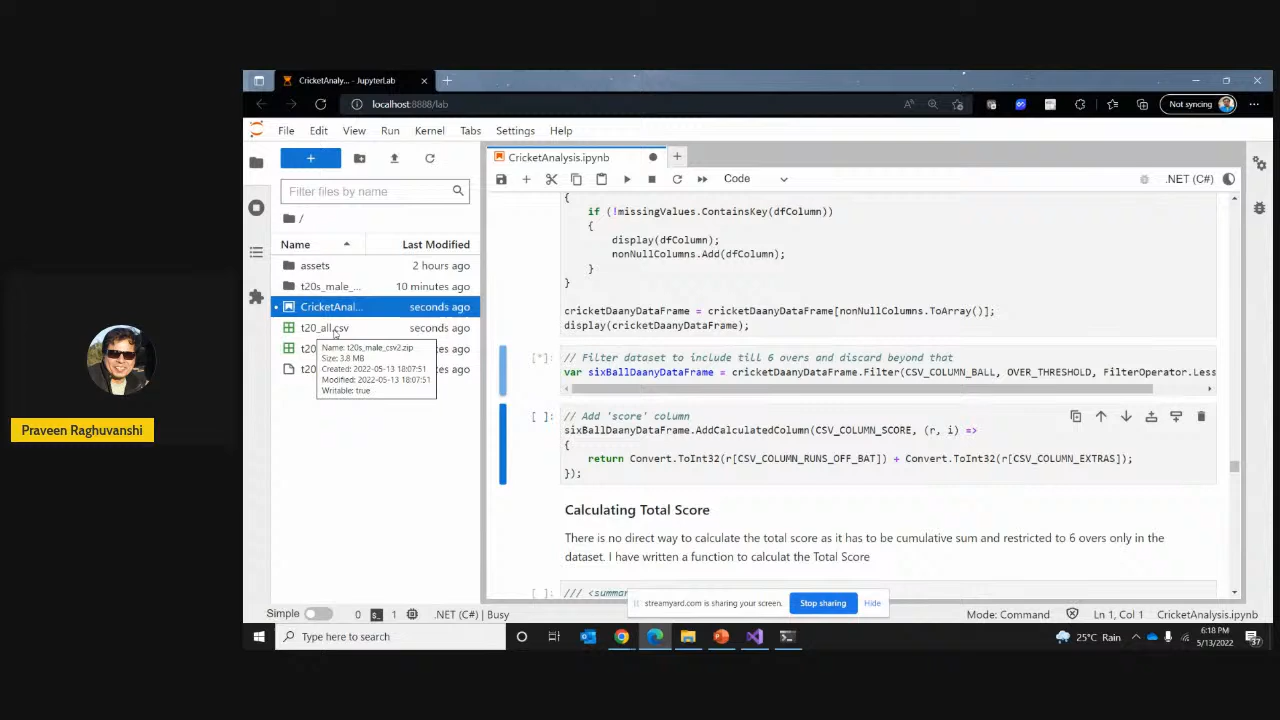 CricketAnaly... - JupyterLab
localhost:8888/lab
Not syncing
File Edit View Run Kernel Tabs Settings Help
Filter files by name
/
Name Last Modified
assets 2 hours ago
t20s_male_... 10 minutes ago
CricketAnal... seconds ago
t20_all.csv seconds ago
Name: t20s_male_csv2.zip
Size: 3.8 MB
Created: 2022-05-13 18:07:51
Modified: 2022-05-13 18:07:51
Writable: true
CricketAnalysis.ipynb
Code
.NET (C#)
{
if (!missingValues.ContainsKey(dfColumn))
{
display(dfColumn);
nonNullColumns.Add(dfColumn);
}
}
cricketDaanyDataFrame = cricketDaanyDataFrame[nonNullColumns.ToArray()];
display(cricketDaanyDataFrame);
[*]: // Filter dataset to include till 6 overs and discard beyond that
var sixBallDaanyDataFrame = cricketDaanyDataFrame.Filter(CSV_COLUMN_BALL, OVER_THRESHOLD, FilterOperator.Less
[ ]: // Add 'score' column
sixBallDaanyDataFrame.AddCalculatedColumn(CSV_COLUMN_SCORE, (r, i) =>
{
return Convert.ToInt32(r[CSV_COLUMN_RUNS_OFF_BAT]) + Convert.ToInt32(r[CSV_COLUMN_EXTRAS]);
});
Calculating Total Score
There is no direct way to calculate the total score as it has to be cumulative sum and restricted to 6 overs only in the
dataset. I have written a function to calculat the Total Score
[ ]: /// <summar
streamyard.com is sharing your screen. Stop sharing Hide
Simple 0 1 .NET (C#) | Busy
Mode: Command Ln 1, Col 1 CricketAnalysis.ipynb
Type here to search
25°C Rain
6:18 PM
5/13/2022
37
Praveen Raghuvanshi